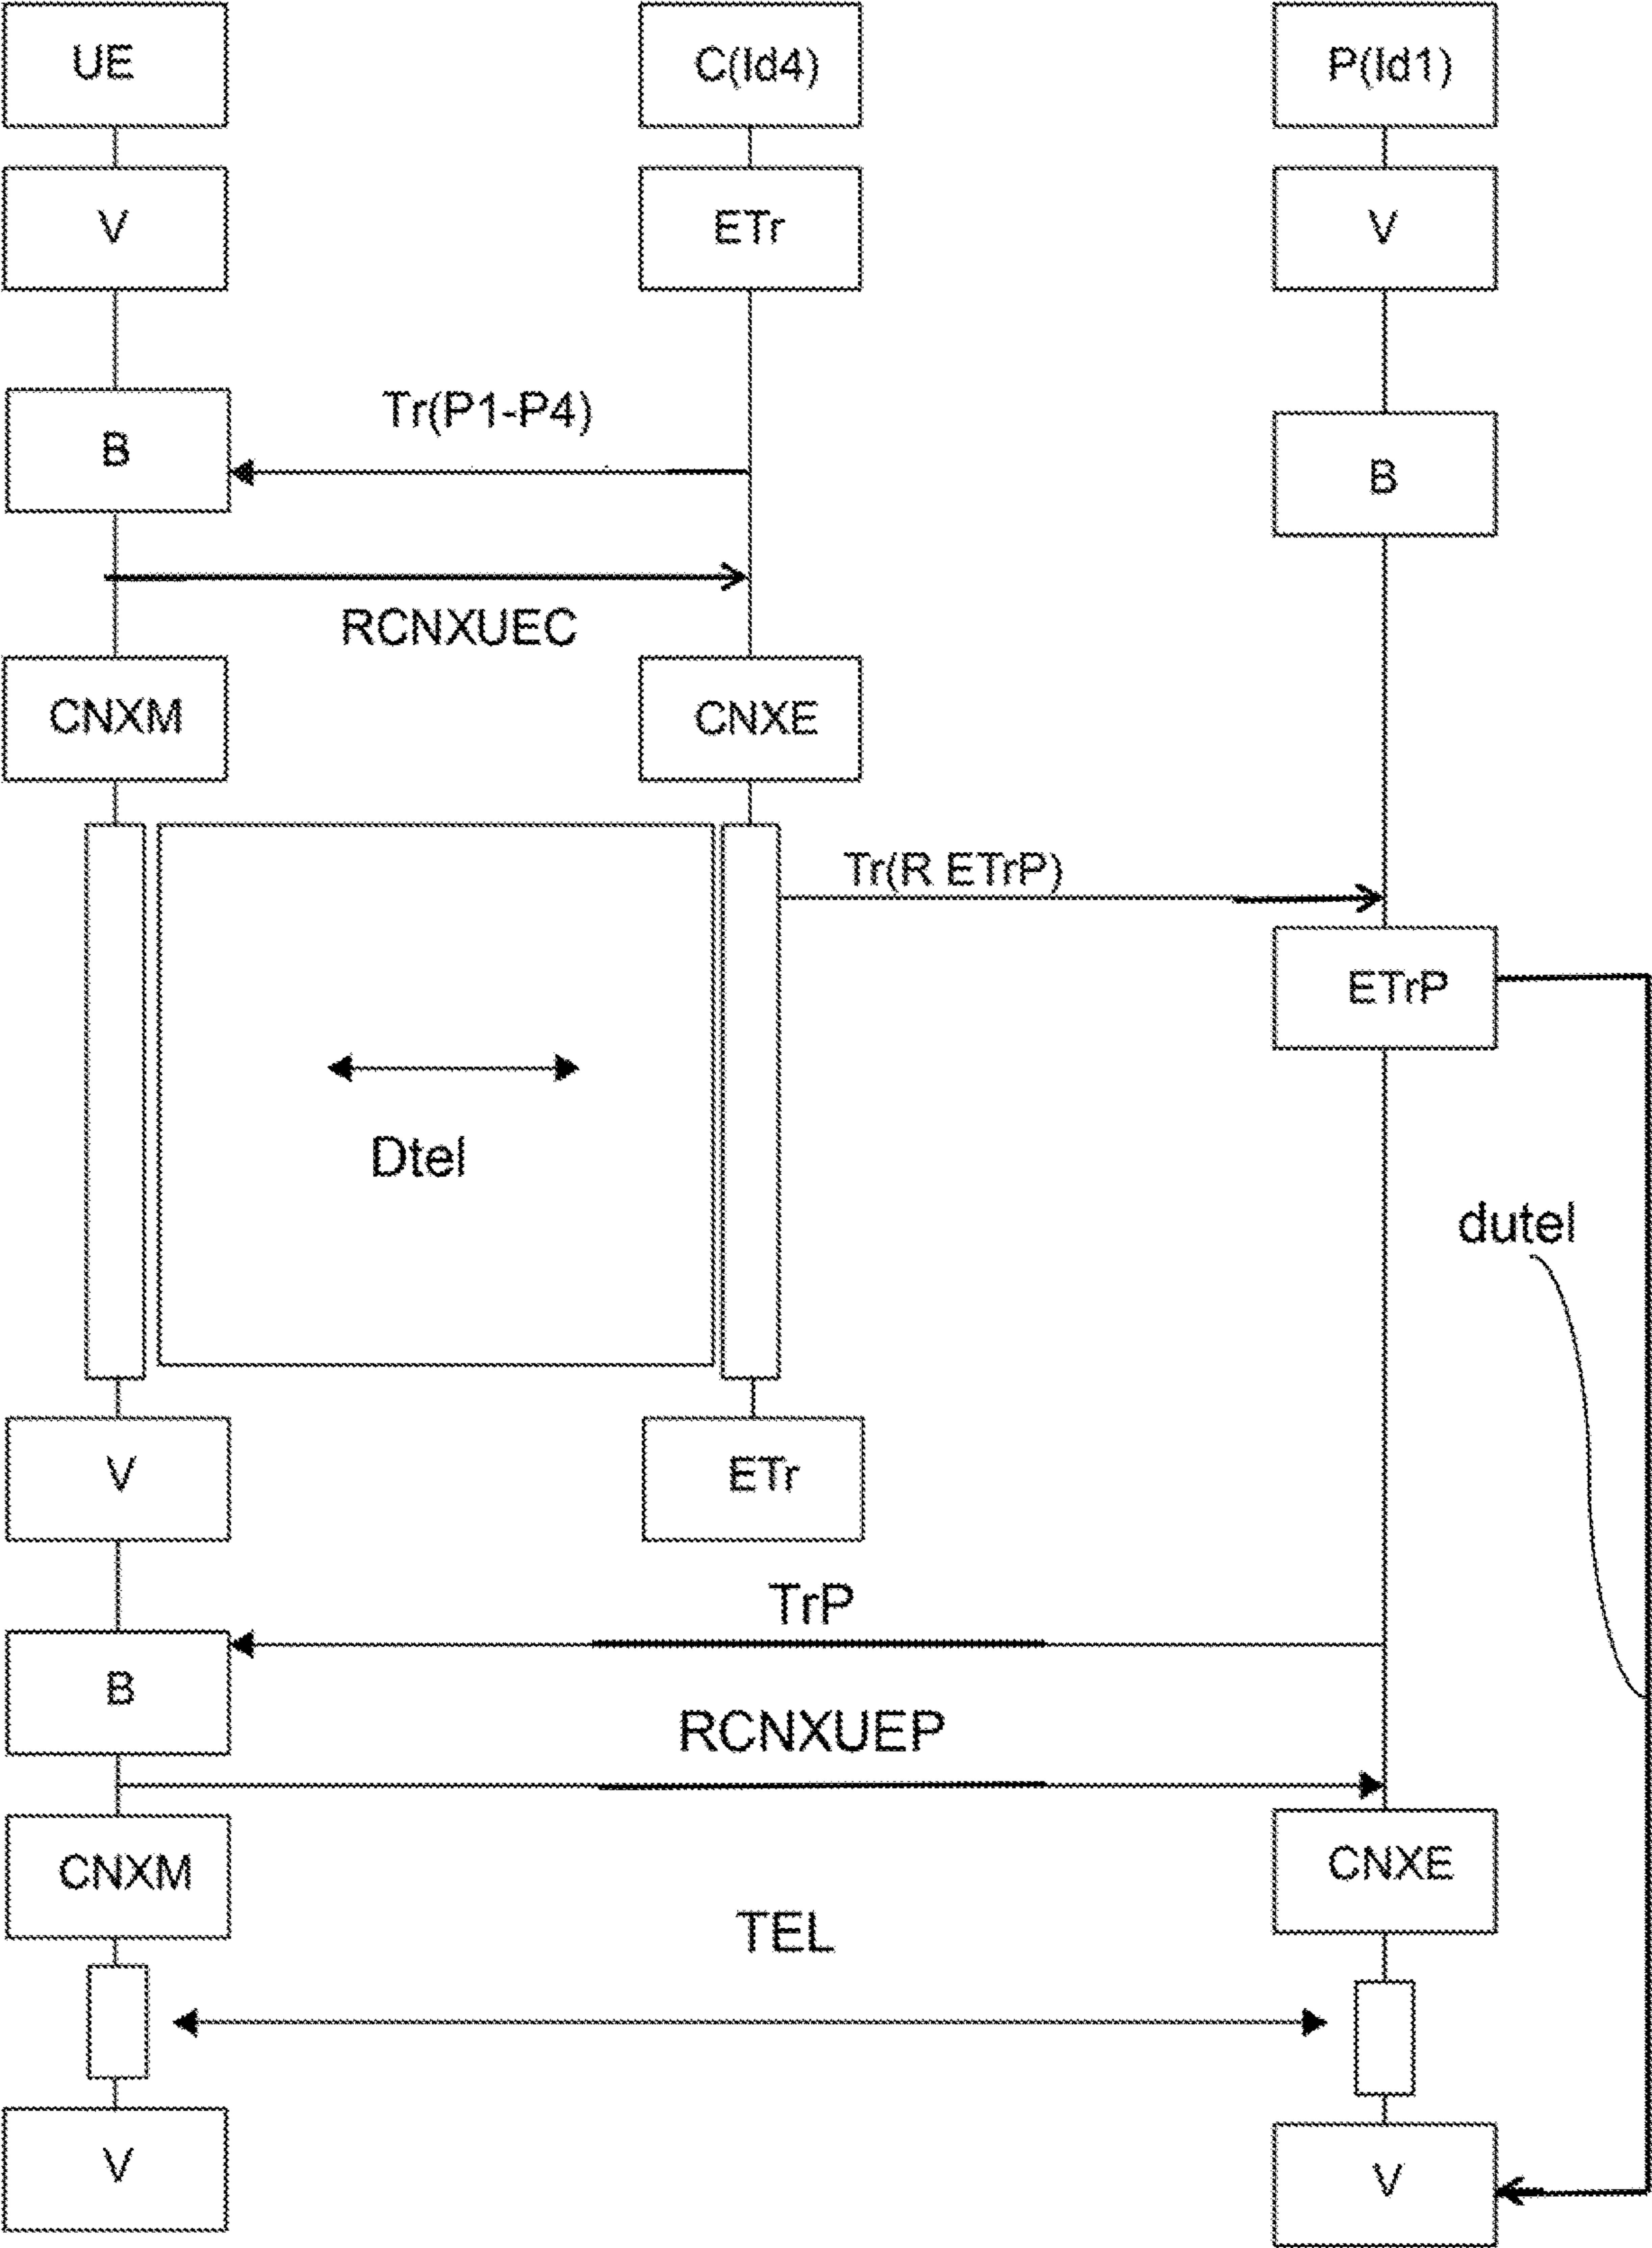 UE
C(Id4)
P(Id1)
V
ETr
V
Tr(P1-P4)
B
B
RCNXUEC
CNXM
CNXE
Tr(R ETrP)
ETrP
Dtel
dutel
V
ETr
TrP
B
RCNXUEP
CNXM
CNXE
TEL
V
V